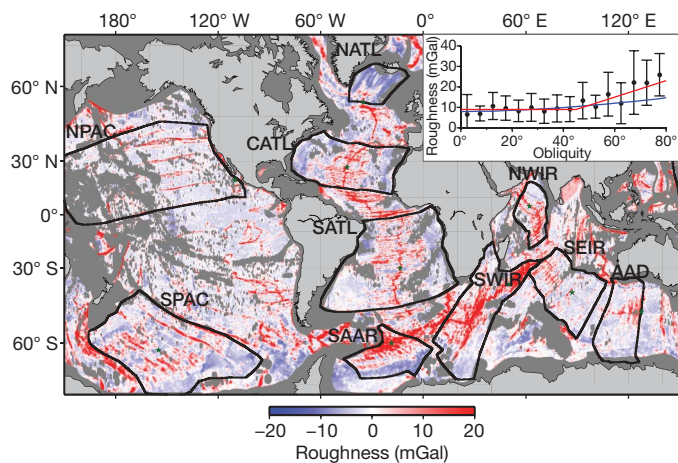 180° 120° W 60° W 0° 60° E 120° E
60° N
30° N
0° N
30° S
60° S
NATL
NPAC
CATL
NWIR
SATL
SEIR
SWIR
AAD
SPAC
SAAR
Roughness (mGal)
40
30
20
10
0
0 20 40 60 80
Obliquity
−20 −10 0 10 20
Roughness (mGal)